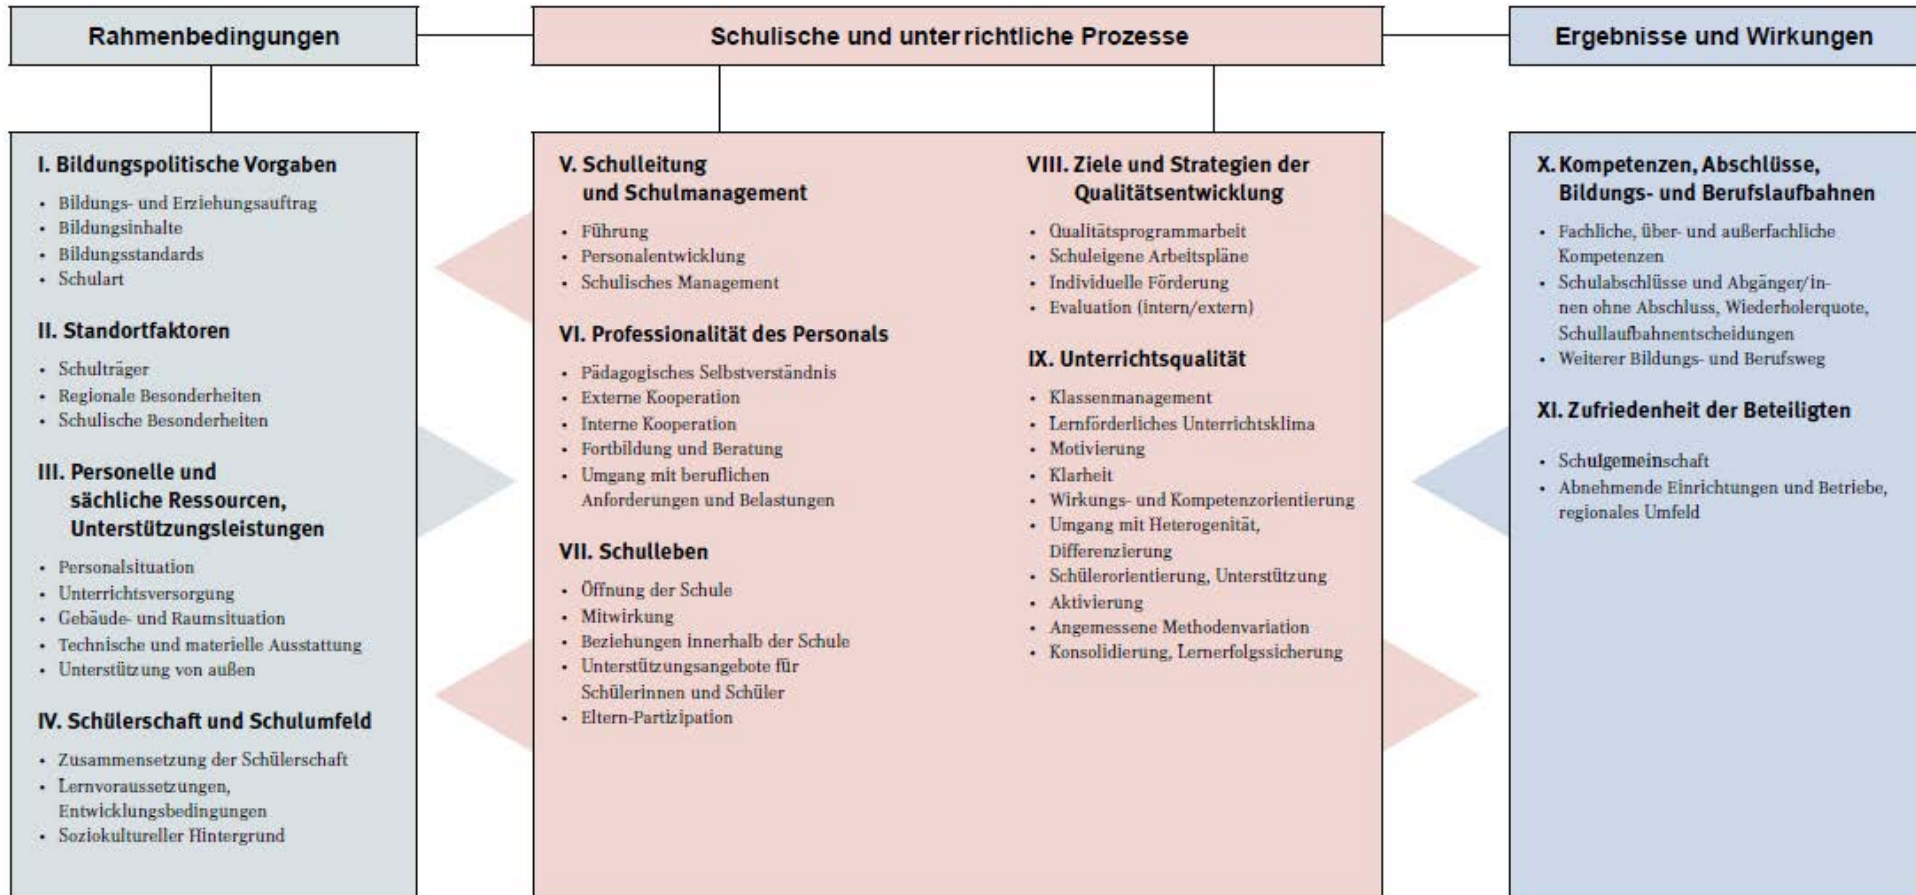 Rahmenbedingungen
Schulische und unterrichtliche Prozesse
Ergebnisse und Wirkungen
I. Bildungspolitische Vorgaben
• Bildungs- und Erziehungsauftrag
• Bildungsinhalte
• Bildungsstandards
• Schulart
II. Standortfaktoren
• Schulträger
• Regionale Besonderheiten
• Schulische Besonderheiten
III. Personelle und
sächliche Ressourcen,
Unterstützungsleistungen
• Personalsituation
• Unterrichtsversorgung
• Gebäude- und Raumsituation
• Technische und materielle Ausstattung
• Unterstützung von außen
IV. Schülerschaft und Schulumfeld
• Zusammensetzung der Schülerschaft
• Lernvoraussetzungen,
Entwicklungsbedingungen
• Soziokultureller Hintergrund
V. Schulleitung
und Schulmanagement
• Führung
• Personalentwicklung
• Schulisches Management
VI. Professionalität des Personals
• Pädagogisches Selbstverständnis
• Externe Kooperation
• Interne Kooperation
• Fortbildung und Beratung
• Umgang mit beruflichen
Anforderungen und Belastungen
VII. Schulleben
• Öffnung der Schule
• Mitwirkung
• Beziehungen innerhalb der Schule
• Unterstützungsangebote für
Schülerinnen und Schüler
• Eltern-Partizipation
VIII. Ziele und Strategien der
Qualitätsentwicklung
• Qualitätsprogrammarbeit
• Schuleigene Arbeitspläne
• Individuelle Förderung
• Evaluation (intern/extern)
IX. Unterrichtsqualität
• Klassenmanagement
• Lernförderliches Unterrichtsklima
• Motivierung
• Klarheit
• Wirkungs- und Kompetenzorientierung
• Umgang mit Heterogenität,
Differenzierung
• Schülerorientierung, Unterstützung
• Aktivierung
• Angemessene Methodenvariation
• Konsolidierung, Lernerfolgssicherung
X. Kompetenzen, Abschlüsse,
Bildungs- und Berufslaufbahnen
• Fachliche, über- und außerfachliche
Kompetenzen
• Schulabschlüsse und Abgänger/in-
nen ohne Abschluss, Wiederholerquote,
Schullaufbahnentscheidungen
• Weiterer Bildungs- und Berufsweg
XI. Zufriedenheit der Beteiligten
• Schulgemeinschaft
• Abnehmende Einrichtungen und Betriebe,
regionales Umfeld